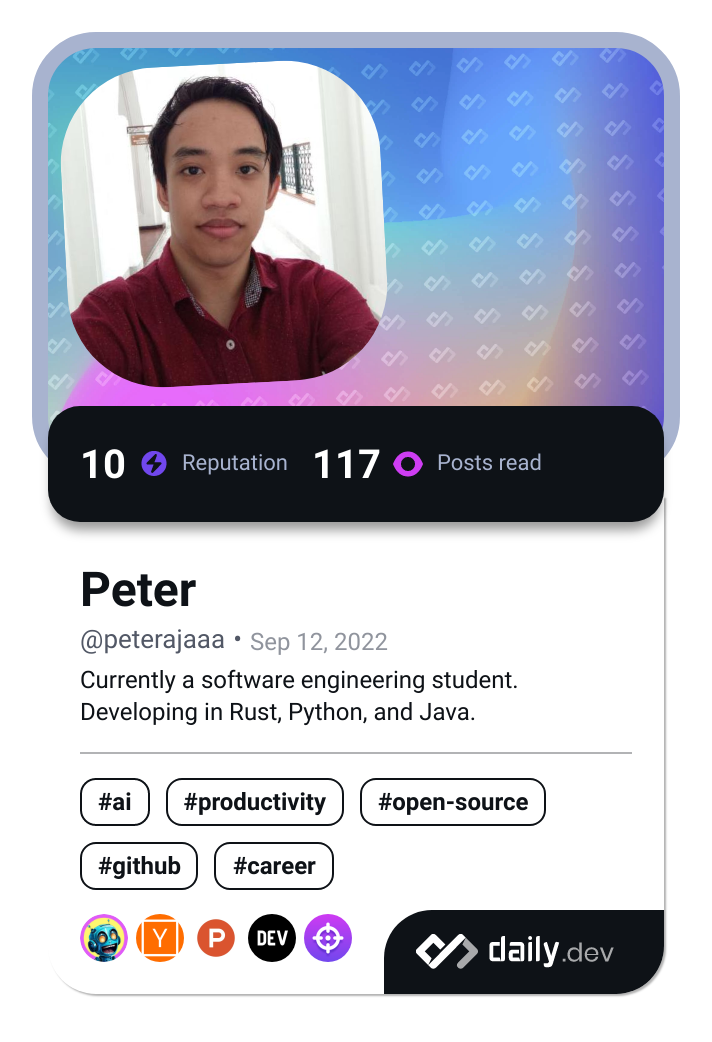 10 Reputation 117 Posts read
Peter
@peterajaaa • Sep 12, 2022
Currently a software engineering student.
Developing in Rust, Python, and Java.
#ai #productivity #open-source
#github #career
Y P DEV
daily.dev